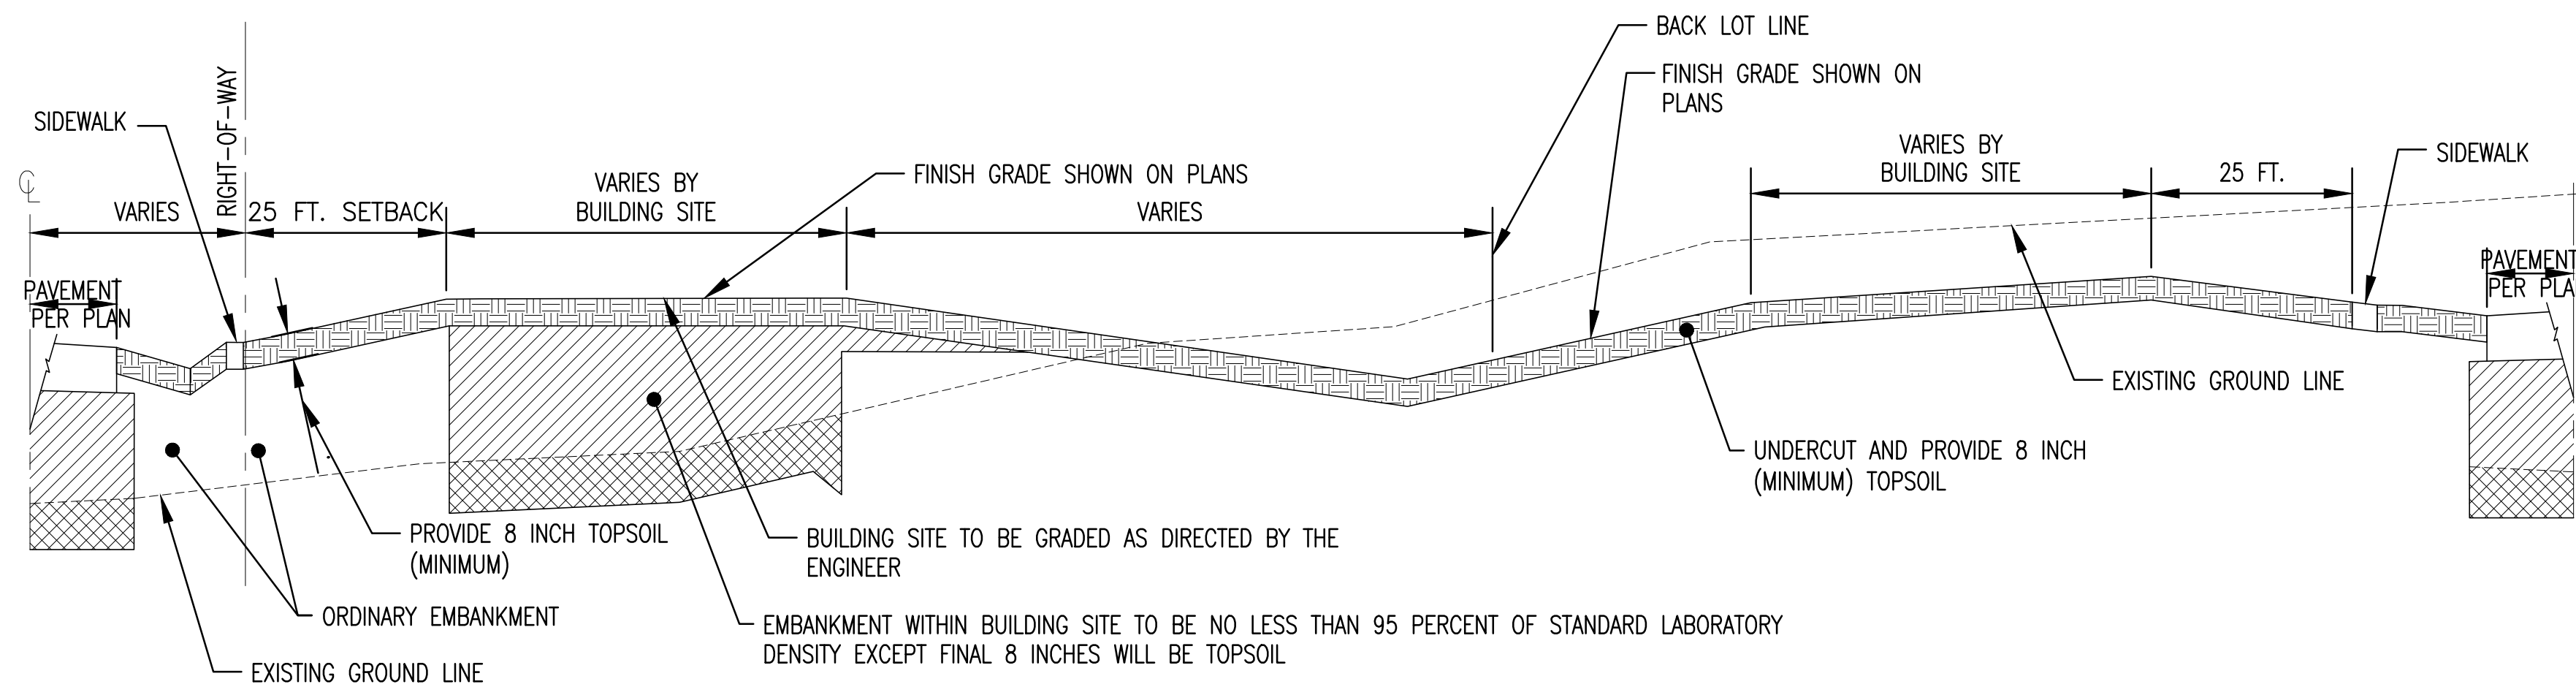 BACK LOT LINE
FINISH GRADE SHOWN ON
PLANS
SIDEWALK
RIGHT-OF-WAY
CL
VARIES
25 FT. SETBACK
VARIES BY
BUILDING SITE
FINISH GRADE SHOWN ON PLANS
VARIES
VARIES BY
BUILDING SITE
25 FT.
SIDEWALK
PAVEMENT
PER PLAN
PAVEMENT
PER PLA
EXISTING GROUND LINE
UNDERCUT AND PROVIDE 8 INCH
(MINIMUM) TOPSOIL
PROVIDE 8 INCH TOPSOIL
(MINIMUM)
BUILDING SITE TO BE GRADED AS DIRECTED BY THE
ENGINEER
ORDINARY EMBANKMENT
EMBANKMENT WITHIN BUILDING SITE TO BE NO LESS THAN 95 PERCENT OF STANDARD LABORATORY
DENSITY EXCEPT FINAL 8 INCHES WILL BE TOPSOIL
EXISTING GROUND LINE